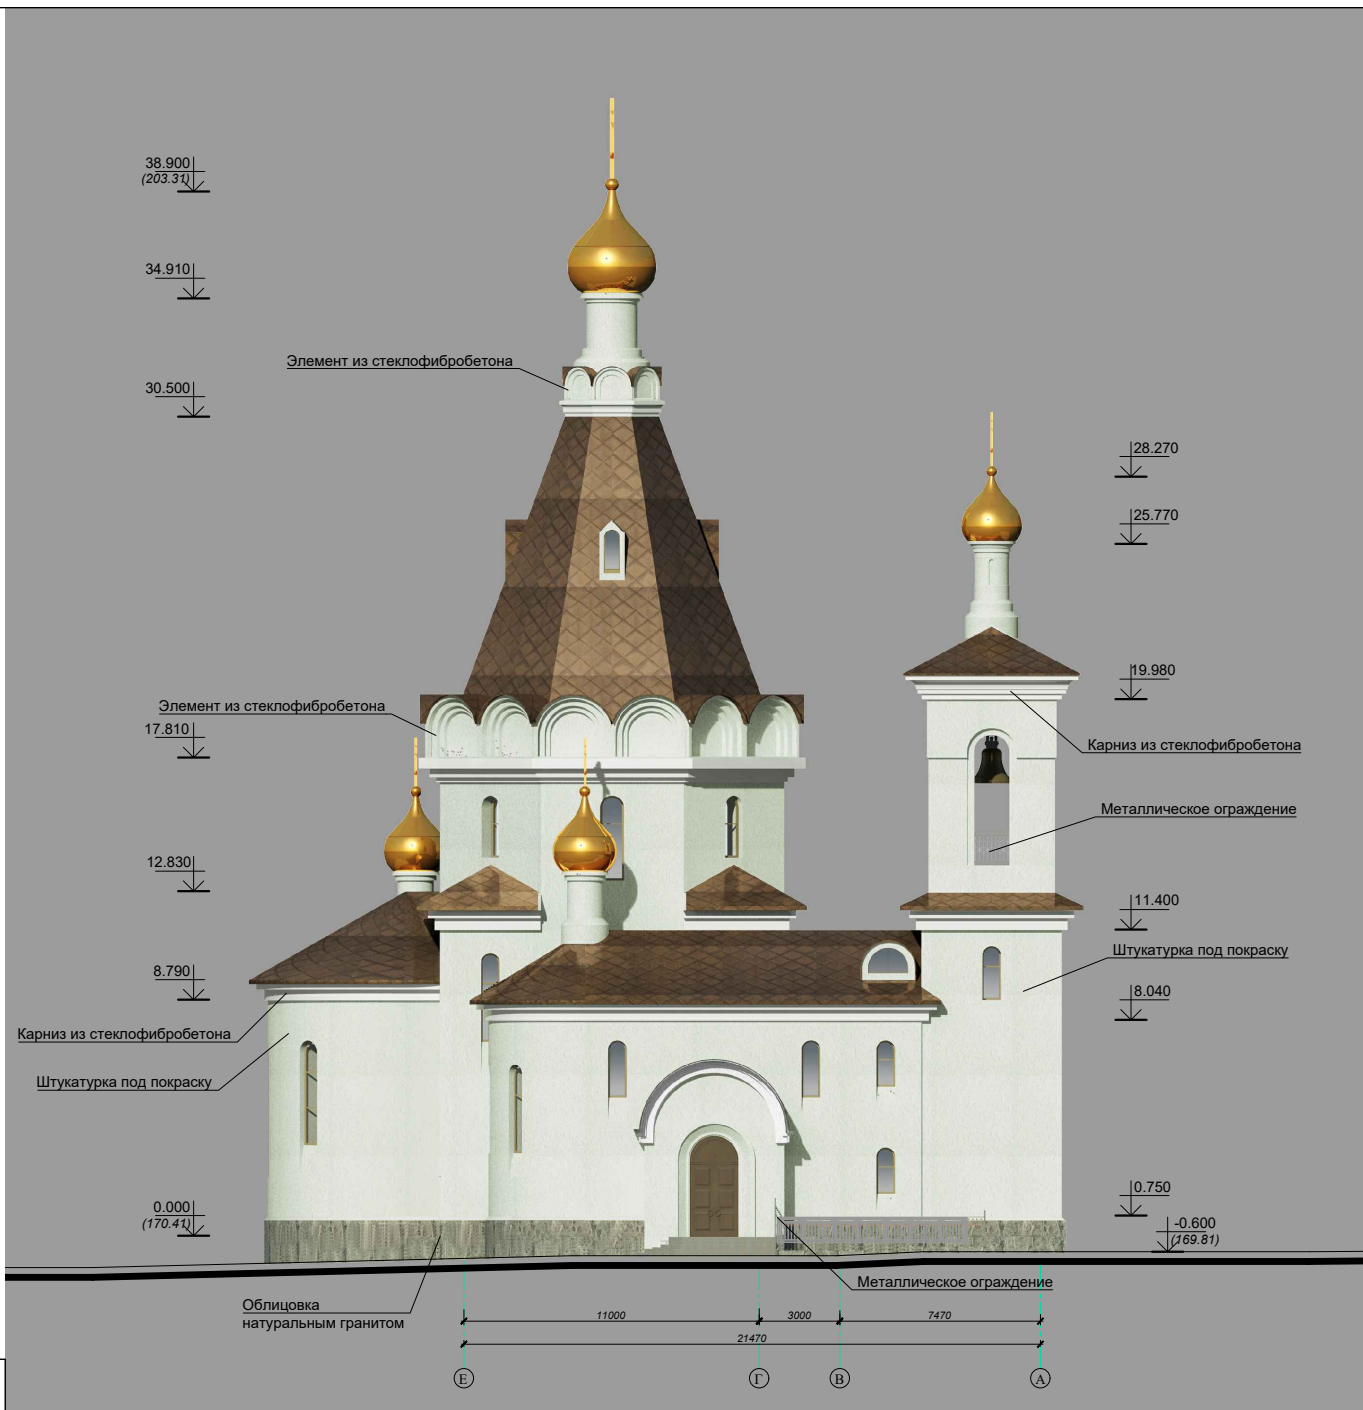 38.900
(203.31)
34.910
Элемент из стеклофибробетона
30.500
28.270
25.770
19.980
Элемент из стеклофибробетона
17.810
Карниз из стеклофибробетона
Металлическое ограждение
12.830
11.400
Штукатурка под покраску
8.790
8.040
Карниз из стеклофибробетона
Штукатурка под покраску
0.750
0.000
(170.41)
-0.600
(169.81)
Металлическое ограждение
Облицовка
натуральным гранитом
11000
3000
7470
21470
Е
Г
В
А